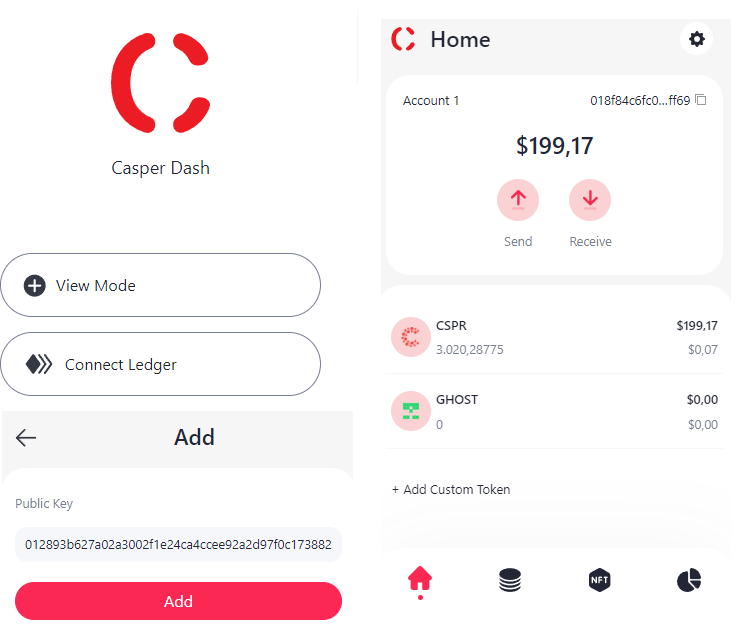 Casper Dash
View Mode
Connect Ledger
Add
Public Key
012893b627a02a3002f1e24ca4ccee92a2d97f0c173882
Add
Home
Account 1
018f84c6fc0...ff69
$199,17
Send
Receive
CSPR
$199,17
3.020,28775
$0,07
GHOST
$0,00
0
$0,00
+ Add Custom Token
NFT